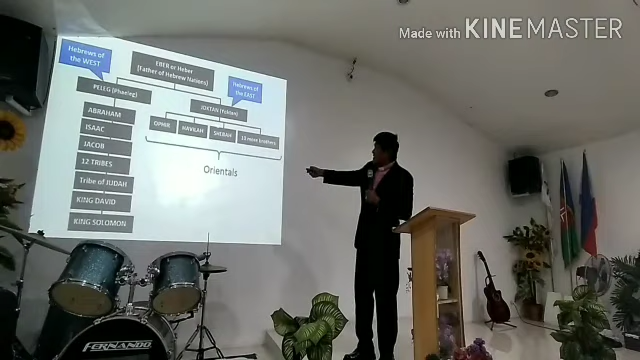 Made with KINEMASTER
Hebrews of
the WEST
EBER or Heber
(Father of Hebrew Nations)
Hebrews of
the EAST
PELEG (Phaeleg)
JOKTAN (Yoktan)
ABRAHAM
OPHIR
HAVILAH
SHEBAH
13 more brothers
ISAAC
JACOB
Orientals
12 TRIBES
Tribe of JUDAH
KING DAVID
KING SOLOMON
FERNANDO